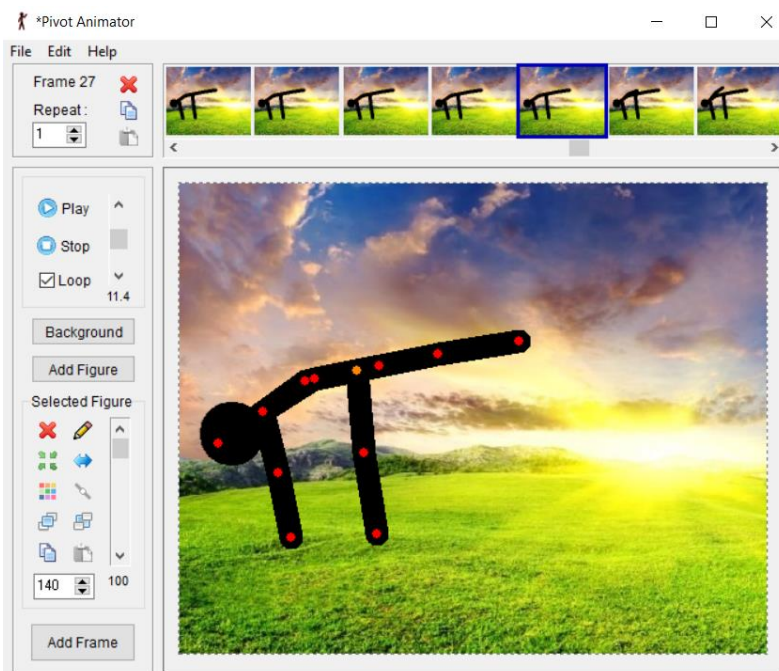 *Pivot Animator
File Edit Help
Frame 27
Repeat :
1
Play
Stop
Loop
11.4
Background
Add Figure
Selected Figure
140
100
Add Frame